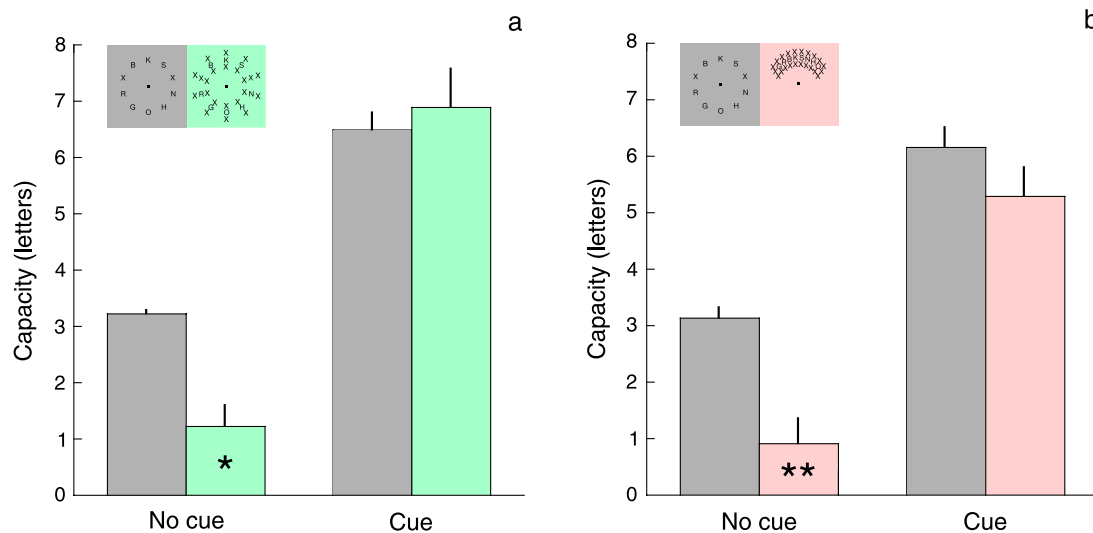 a
Capacity (letters)
8
7
6
5
4
3
2
1
0
B K S
X X
R N
G O H
*
No cue
Cue
b
Capacity (letters)
8
7
6
5
4
3
2
1
0
B K S
X X
R N
G O H
**
No cue
Cue